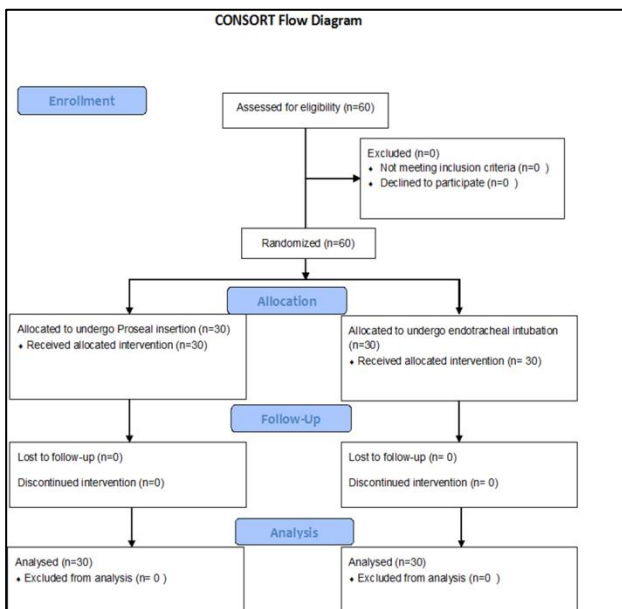 CONSORT Flow Diagram
Enrollment
Assessed for eligibility (n=60)
Excluded (n=0)
♦ Not meeting inclusion criteria (n=0 )
♦ Declined to participate (n=0 )
Randomized (n=60)
Allocation
Allocated to undergo Proseal insertion (n=30)
♦ Received allocated intervention (n=30)
Allocated to undergo endotracheal intubation
(n=30)
♦ Received allocated intervention (n= 30)
Follow-Up
Lost to follow-up (n=0)
Discontinued intervention (n=0)
Lost to follow-up (n= 0)
Discontinued intervention (n= 0)
Analysis
Analysed (n=30)
♦ Excluded from analysis (n= 0 )
Analysed (n=30)
♦ Excluded from analysis (n=0 )